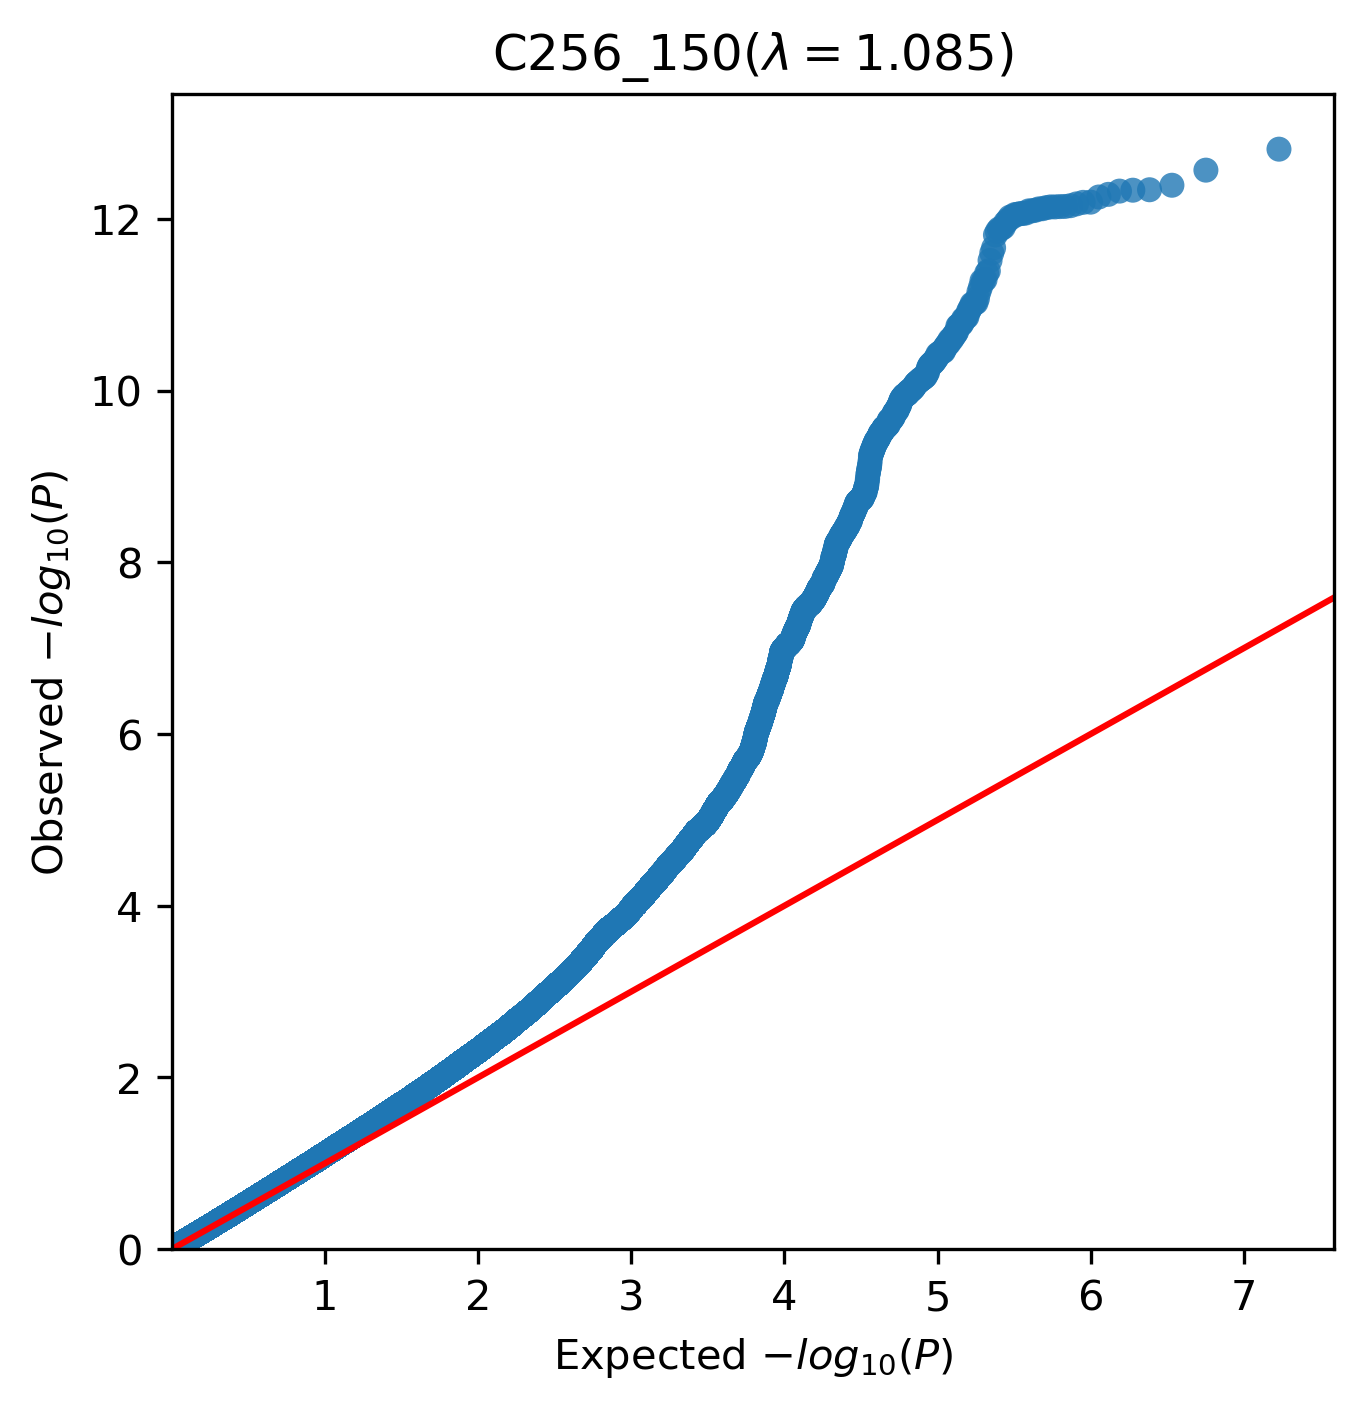 C256_150(λ = 1.085)
12
10
8
6
4
2
0
Observed −log₁₀(P)
1 2 3 4 5 6 7
Expected −log₁₀(P)